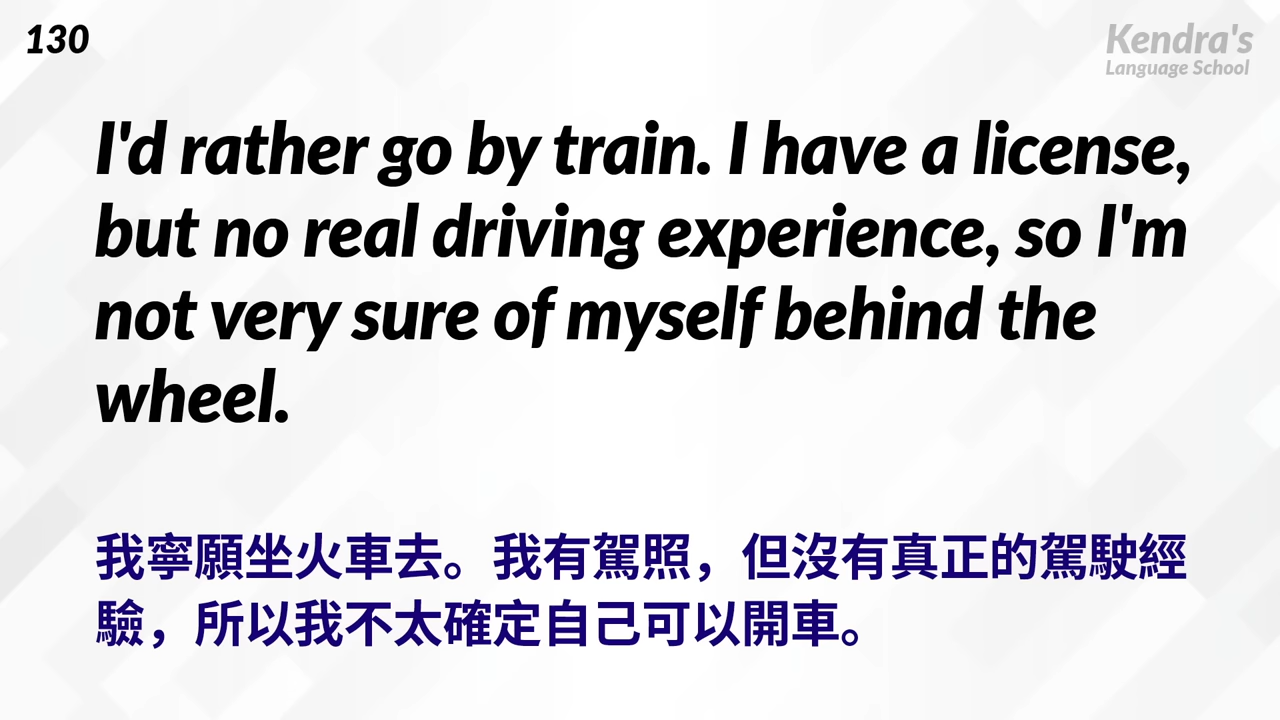 130
Kendra's
Language School
I'd rather go by train. I have a license,
but no real driving experience, so I'm
not very sure of myself behind the
wheel.
我寧願坐火車去。我有駕照，但沒有真正的駕駛經
驗，所以我不太確定自己可以開車。